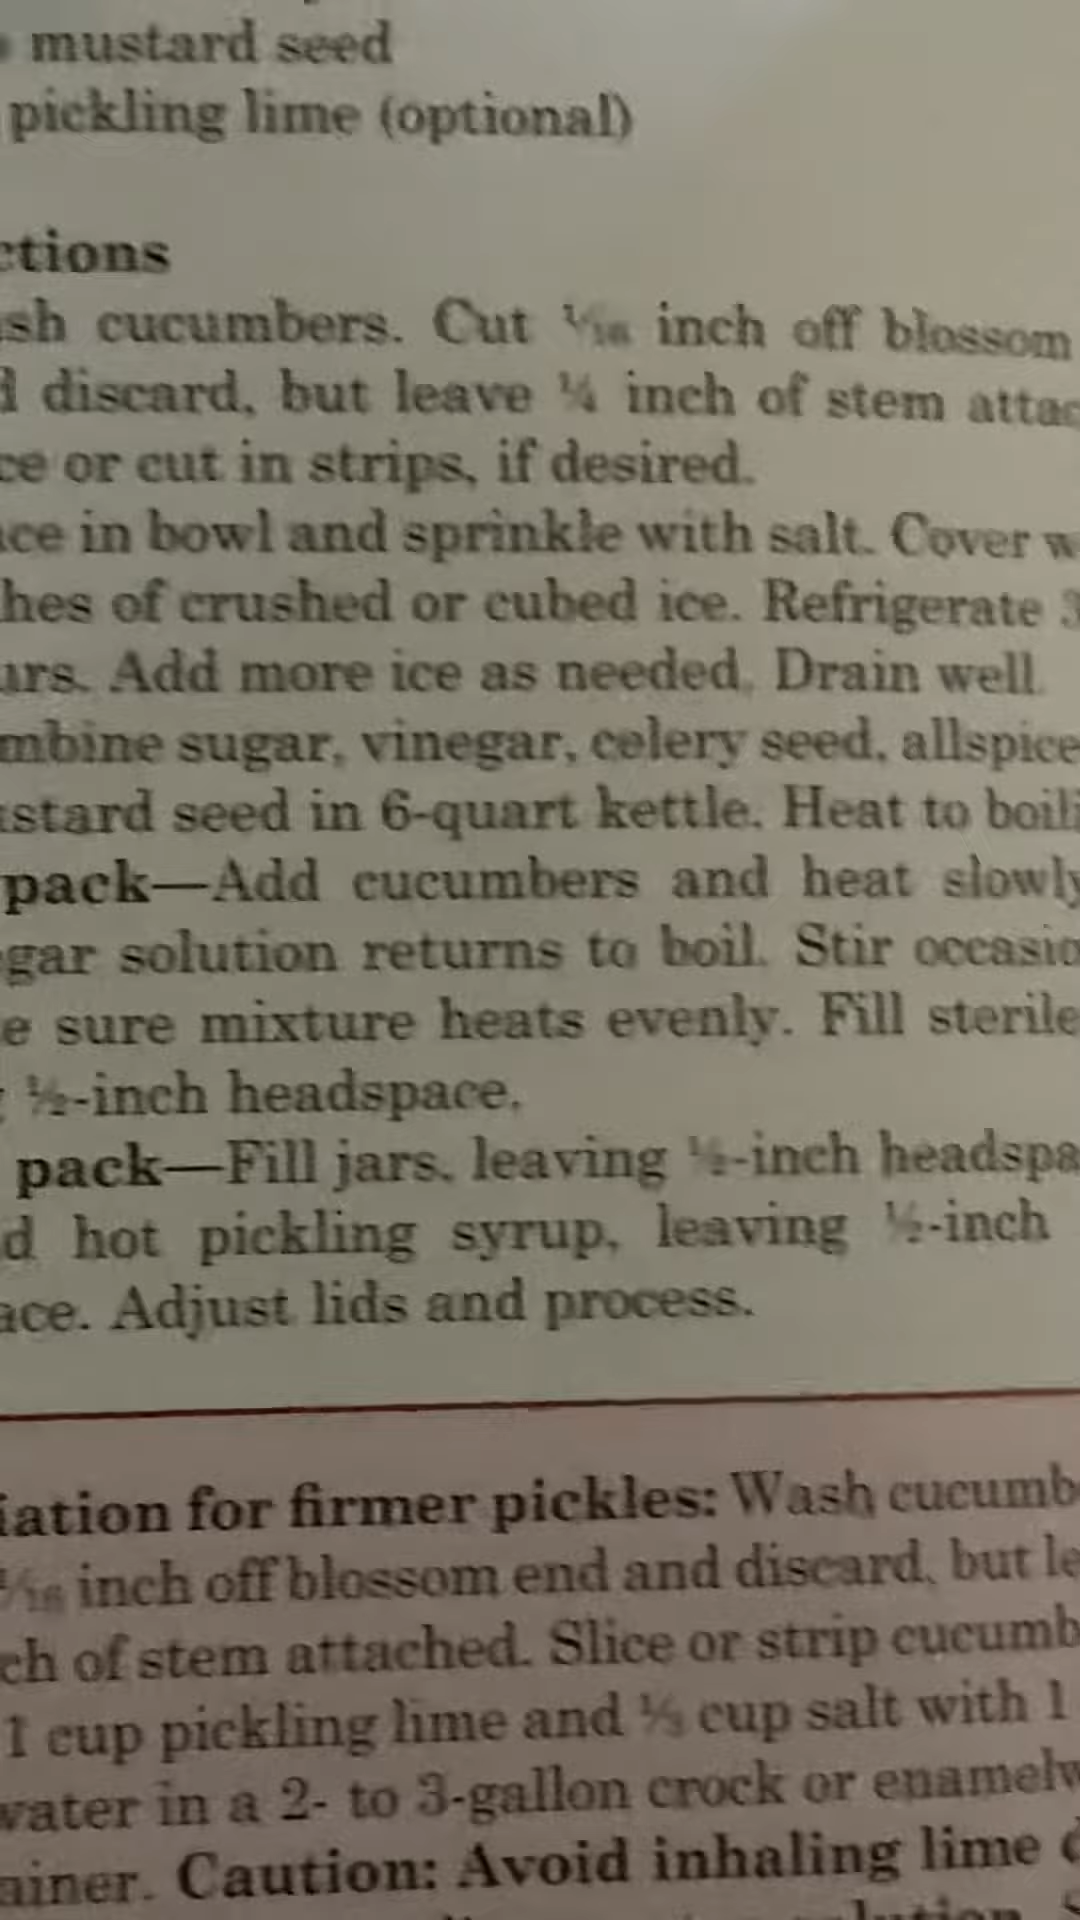 mustard seed
pickling lime (optional)
ctions
sh cucumbers. Cut 1/16 inch off blossom
d discard, but leave ¼ inch of stem attac
ce or cut in strips, if desired.
ce in bowl and sprinkle with salt. Cover w
hes of crushed or cubed ice. Refrigerate 3
urs. Add more ice as needed. Drain well.
mbine sugar, vinegar, celery seed, allspice
ustard seed in 6-quart kettle. Heat to boili
pack—Add cucumbers and heat slowly
gar solution returns to boil. Stir occasio
e sure mixture heats evenly. Fill sterile
g ½-inch headspace.
pack—Fill jars, leaving ½-inch headspa
d hot pickling syrup, leaving ½-inch
ace. Adjust lids and process.
iation for firmer pickles: Wash cucumb
1/16 inch off blossom end and discard, but le
ch of stem attached. Slice or strip cucumb
1 cup pickling lime and ⅓ cup salt with 1
water in a 2- to 3-gallon crock or enamelw
ainer. Caution: Avoid inhaling lime d
solution. S